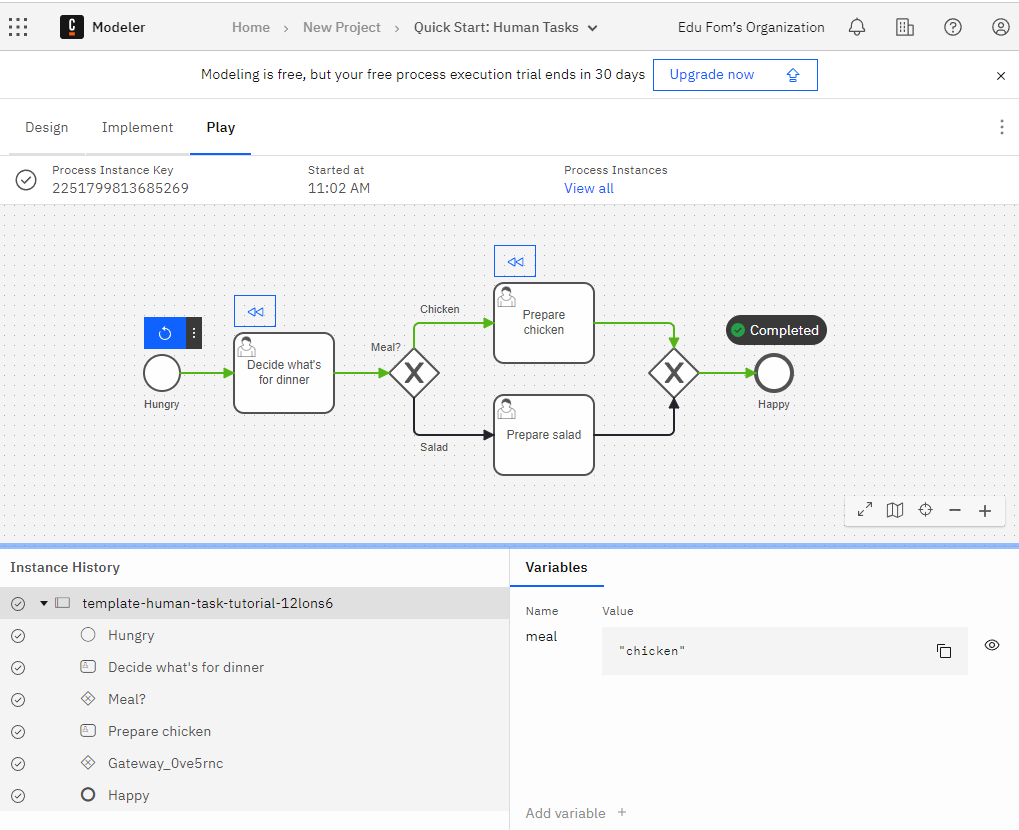 C Modeler Home New Project Quick Start: Human Tasks Edu Fom's Organization
Modeling is free, but your free process execution trial ends in 30 days Upgrade now
Design Implement Play
Process Instance Key Started at Process Instances
2251799813685269 11:02 AM View all
Chicken
Prepare
chicken
Completed
Meal?
Decide what's
for dinner
X X
Hungry Happy
Prepare salad
Salad
Instance History Variables
template-human-task-tutorial-12lons6
Name Value
Hungry
meal
"chicken"
Decide what's for dinner
Meal?
Prepare chicken
Gateway_0ve5rnc
Happy
Add variable +